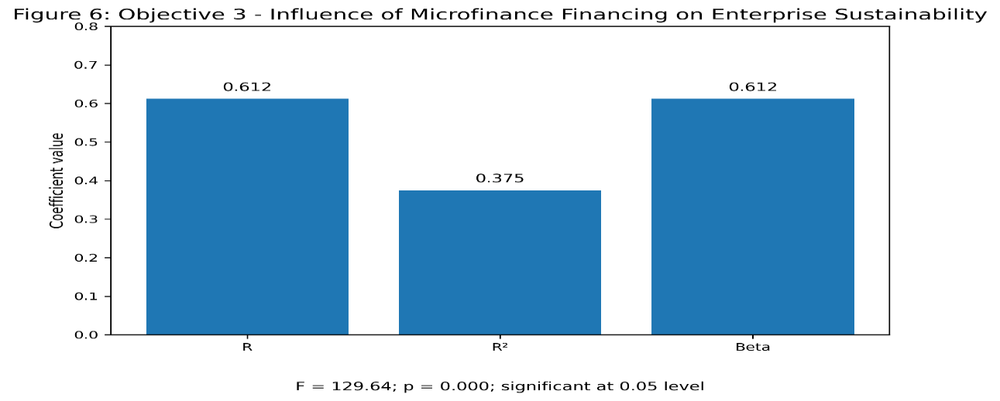 Figure 6: Objective 3 - Influence of Microfinance Financing on Enterprise Sustainability
0.8
0.7
0.6
0.5
0.4
0.3
0.2
0.1
0.0
Coefficient value
0.612
0.375
0.612
R
R²
Beta
F = 129.64; p = 0.000; significant at 0.05 level